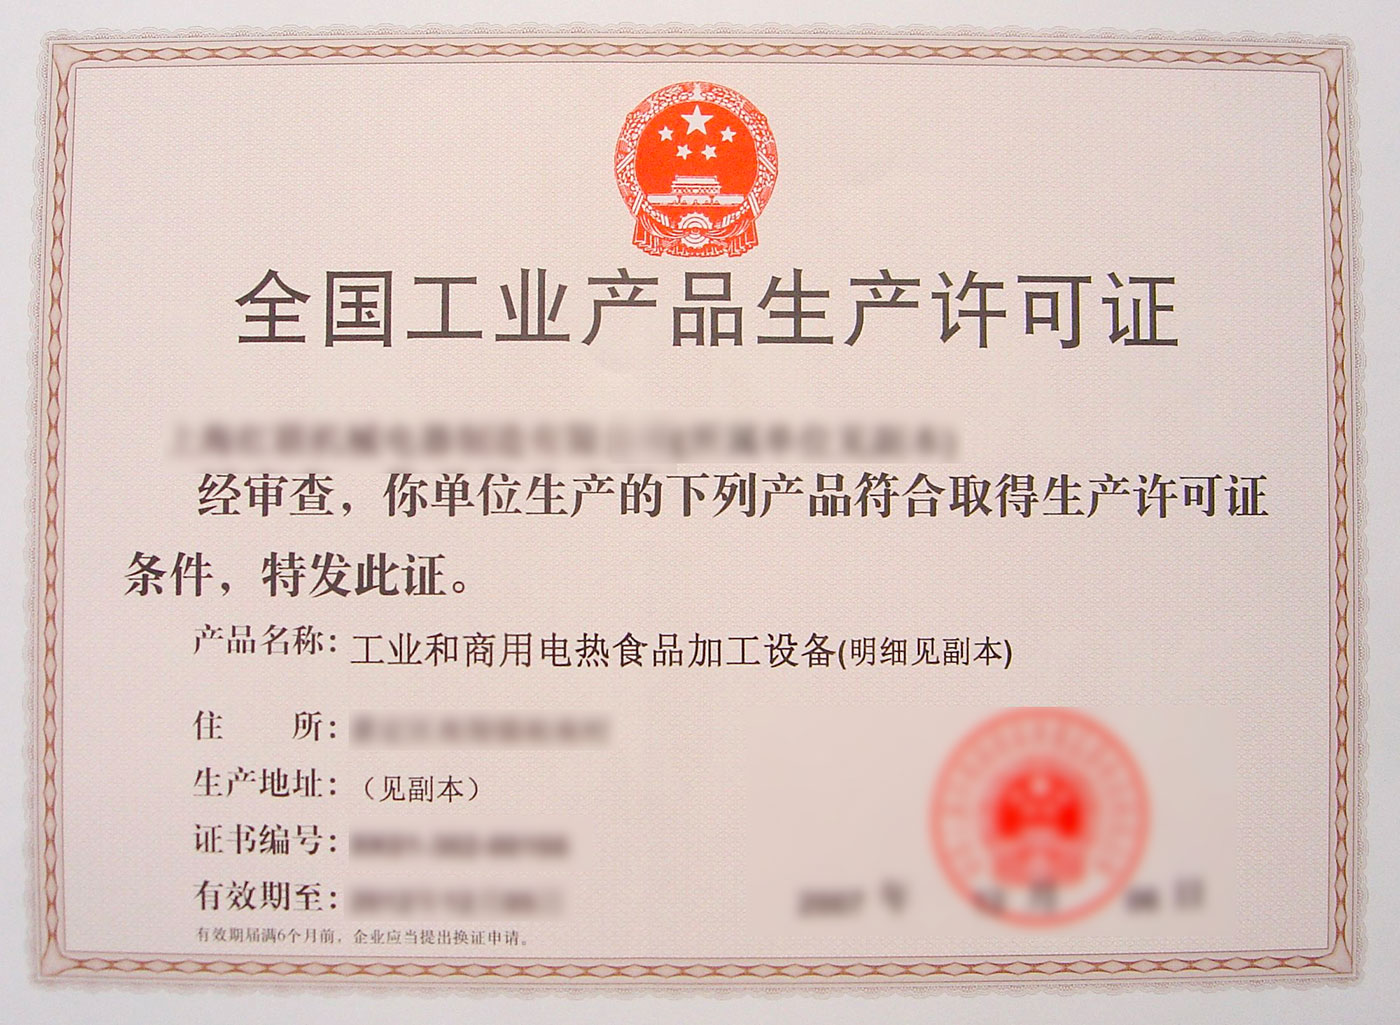 全国工业产品生产许可证
经审查，你单位生产的下列产品符合取得生产许可证
条件，特发此证。
产品名称：工业和商用电热食品加工设备(明细见副本)
住　　所：
生产地址：（见副本）
证书编号：
有效期至：
年 月 日
有效期届满6个月前，企业应当提出换证申请。